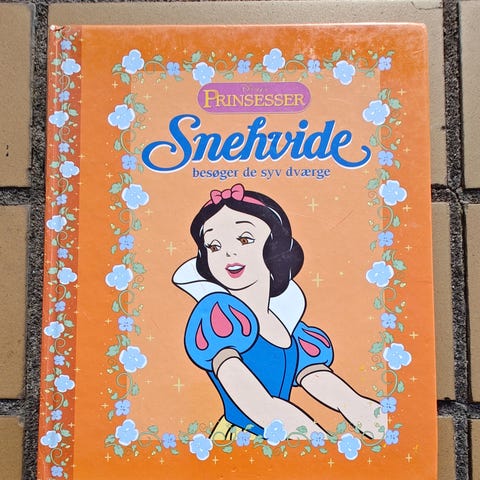 PRINSESSER
Snehvide
besøger de syv dværge